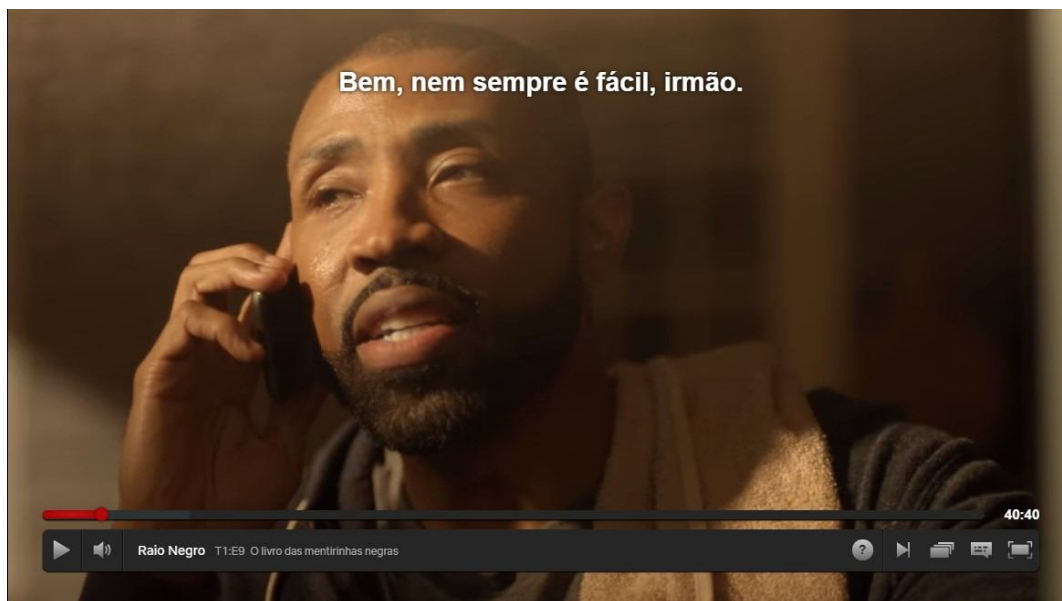 Bem, nem sempre é fácil, irmão.
40:40
Raio Negro T1:E9 O livro das mentirinhas negras
?